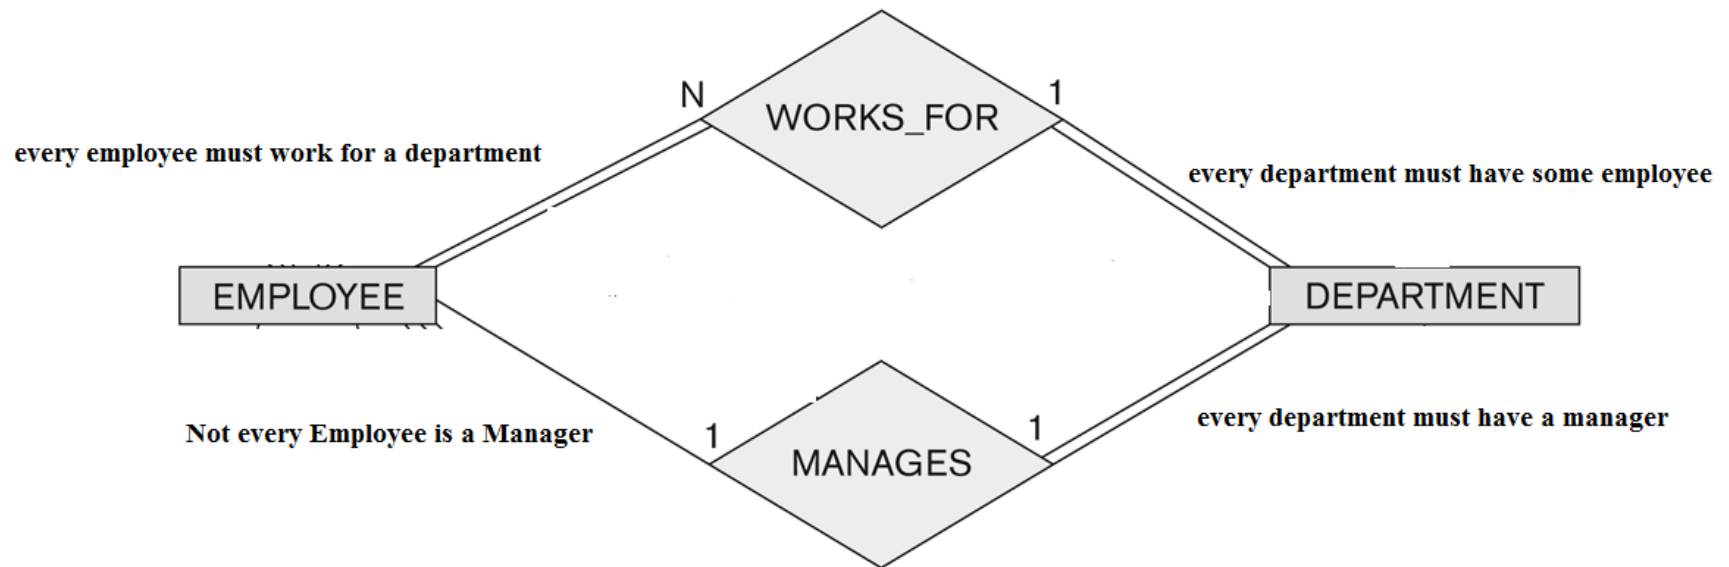 N
1
WORKS_FOR
every employee must work for a department
every department must have some employee
EMPLOYEE
DEPARTMENT
Not every Employee is a Manager
every department must have a manager
1
1
MANAGES